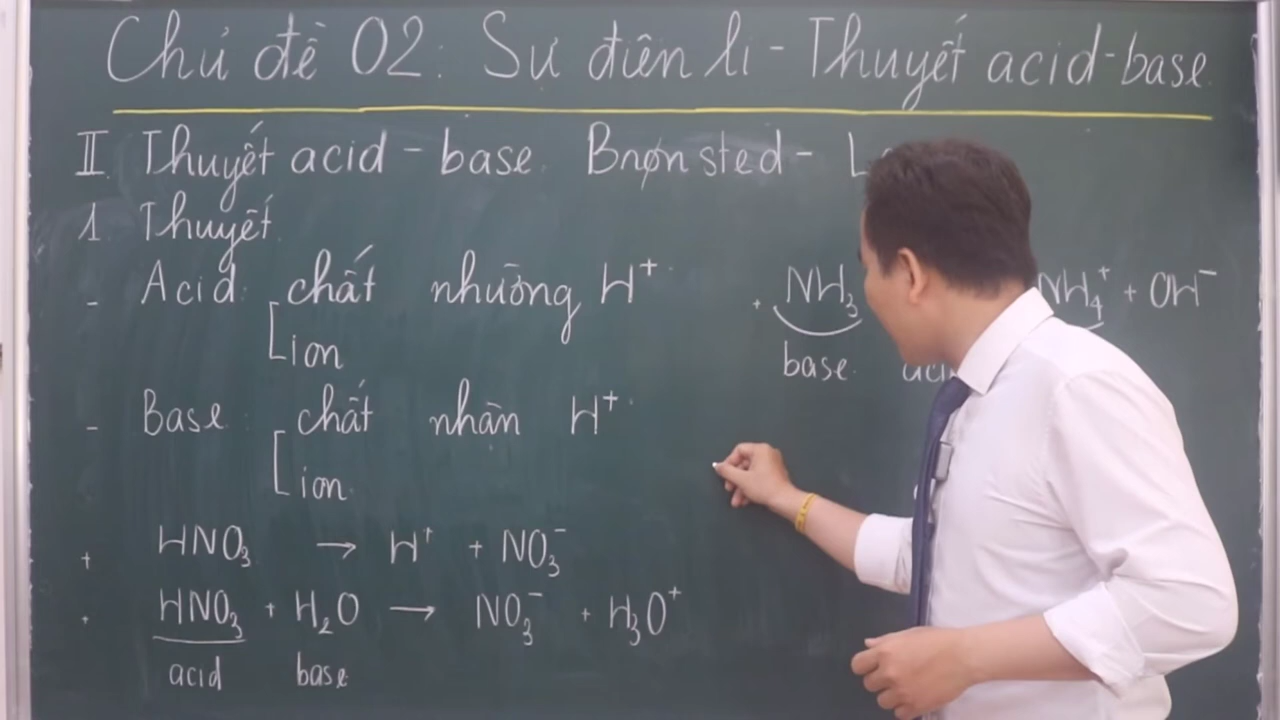 Chủ đề 02: Sự điện li - Thuyết acid-base
II. Thuyết acid - base Brønsted -
1. Thuyết
- Acid: chất nhường H⁺
ion
- Base: chất nhận H⁺
ion
+ HNO₃ → H⁺ + NO₃⁻
+ HNO₃ + H₂O → NO₃⁻ + H₃O⁺
acid base
+ NH₃ NH₄⁺ + OH⁻
base